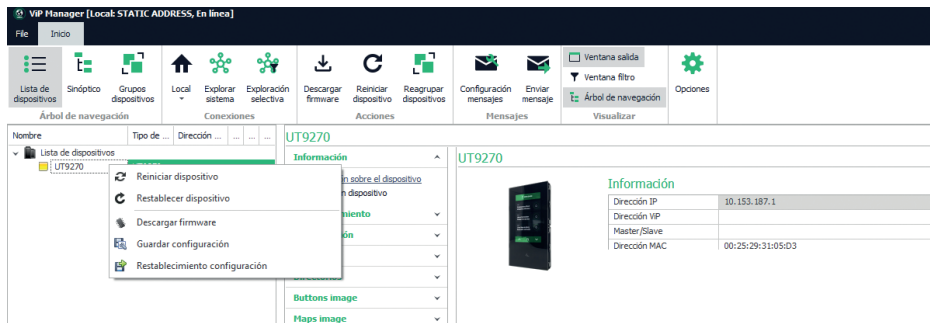 ViP Manager [Local: STATIC ADDRESS, En línea]
File Inicio
Lista de dispositivos
Sinóptico
Grupos dispositivos
Local
Explorar sistema
Exploración selectiva
Descargar firmware
Reiniciar dispositivo
Reagrupar dispositivos
Configuración mensajes
Enviar mensaje
Ventana salida
Ventana filtro
Árbol de navegación
Opciones
Árbol de navegación
Conexiones
Acciones
Mensajes
Visualizar
Nombre Tipo de ... Dirección ... ... ... ...
Lista de dispositivos
UT9270
Reiniciar dispositivo
Restablecer dispositivo
Descargar firmware
Guardar configuración
Restablecimiento configuración
UT9270
Información
ón sobre el dispositivo
n dispositivo
miento
ón
Buttons image
Maps image
UT9270
Información
Dirección IP 10.153.187.1
Dirección ViP
Master/Slave
Dirección MAC 00:25:29:31:05:D3